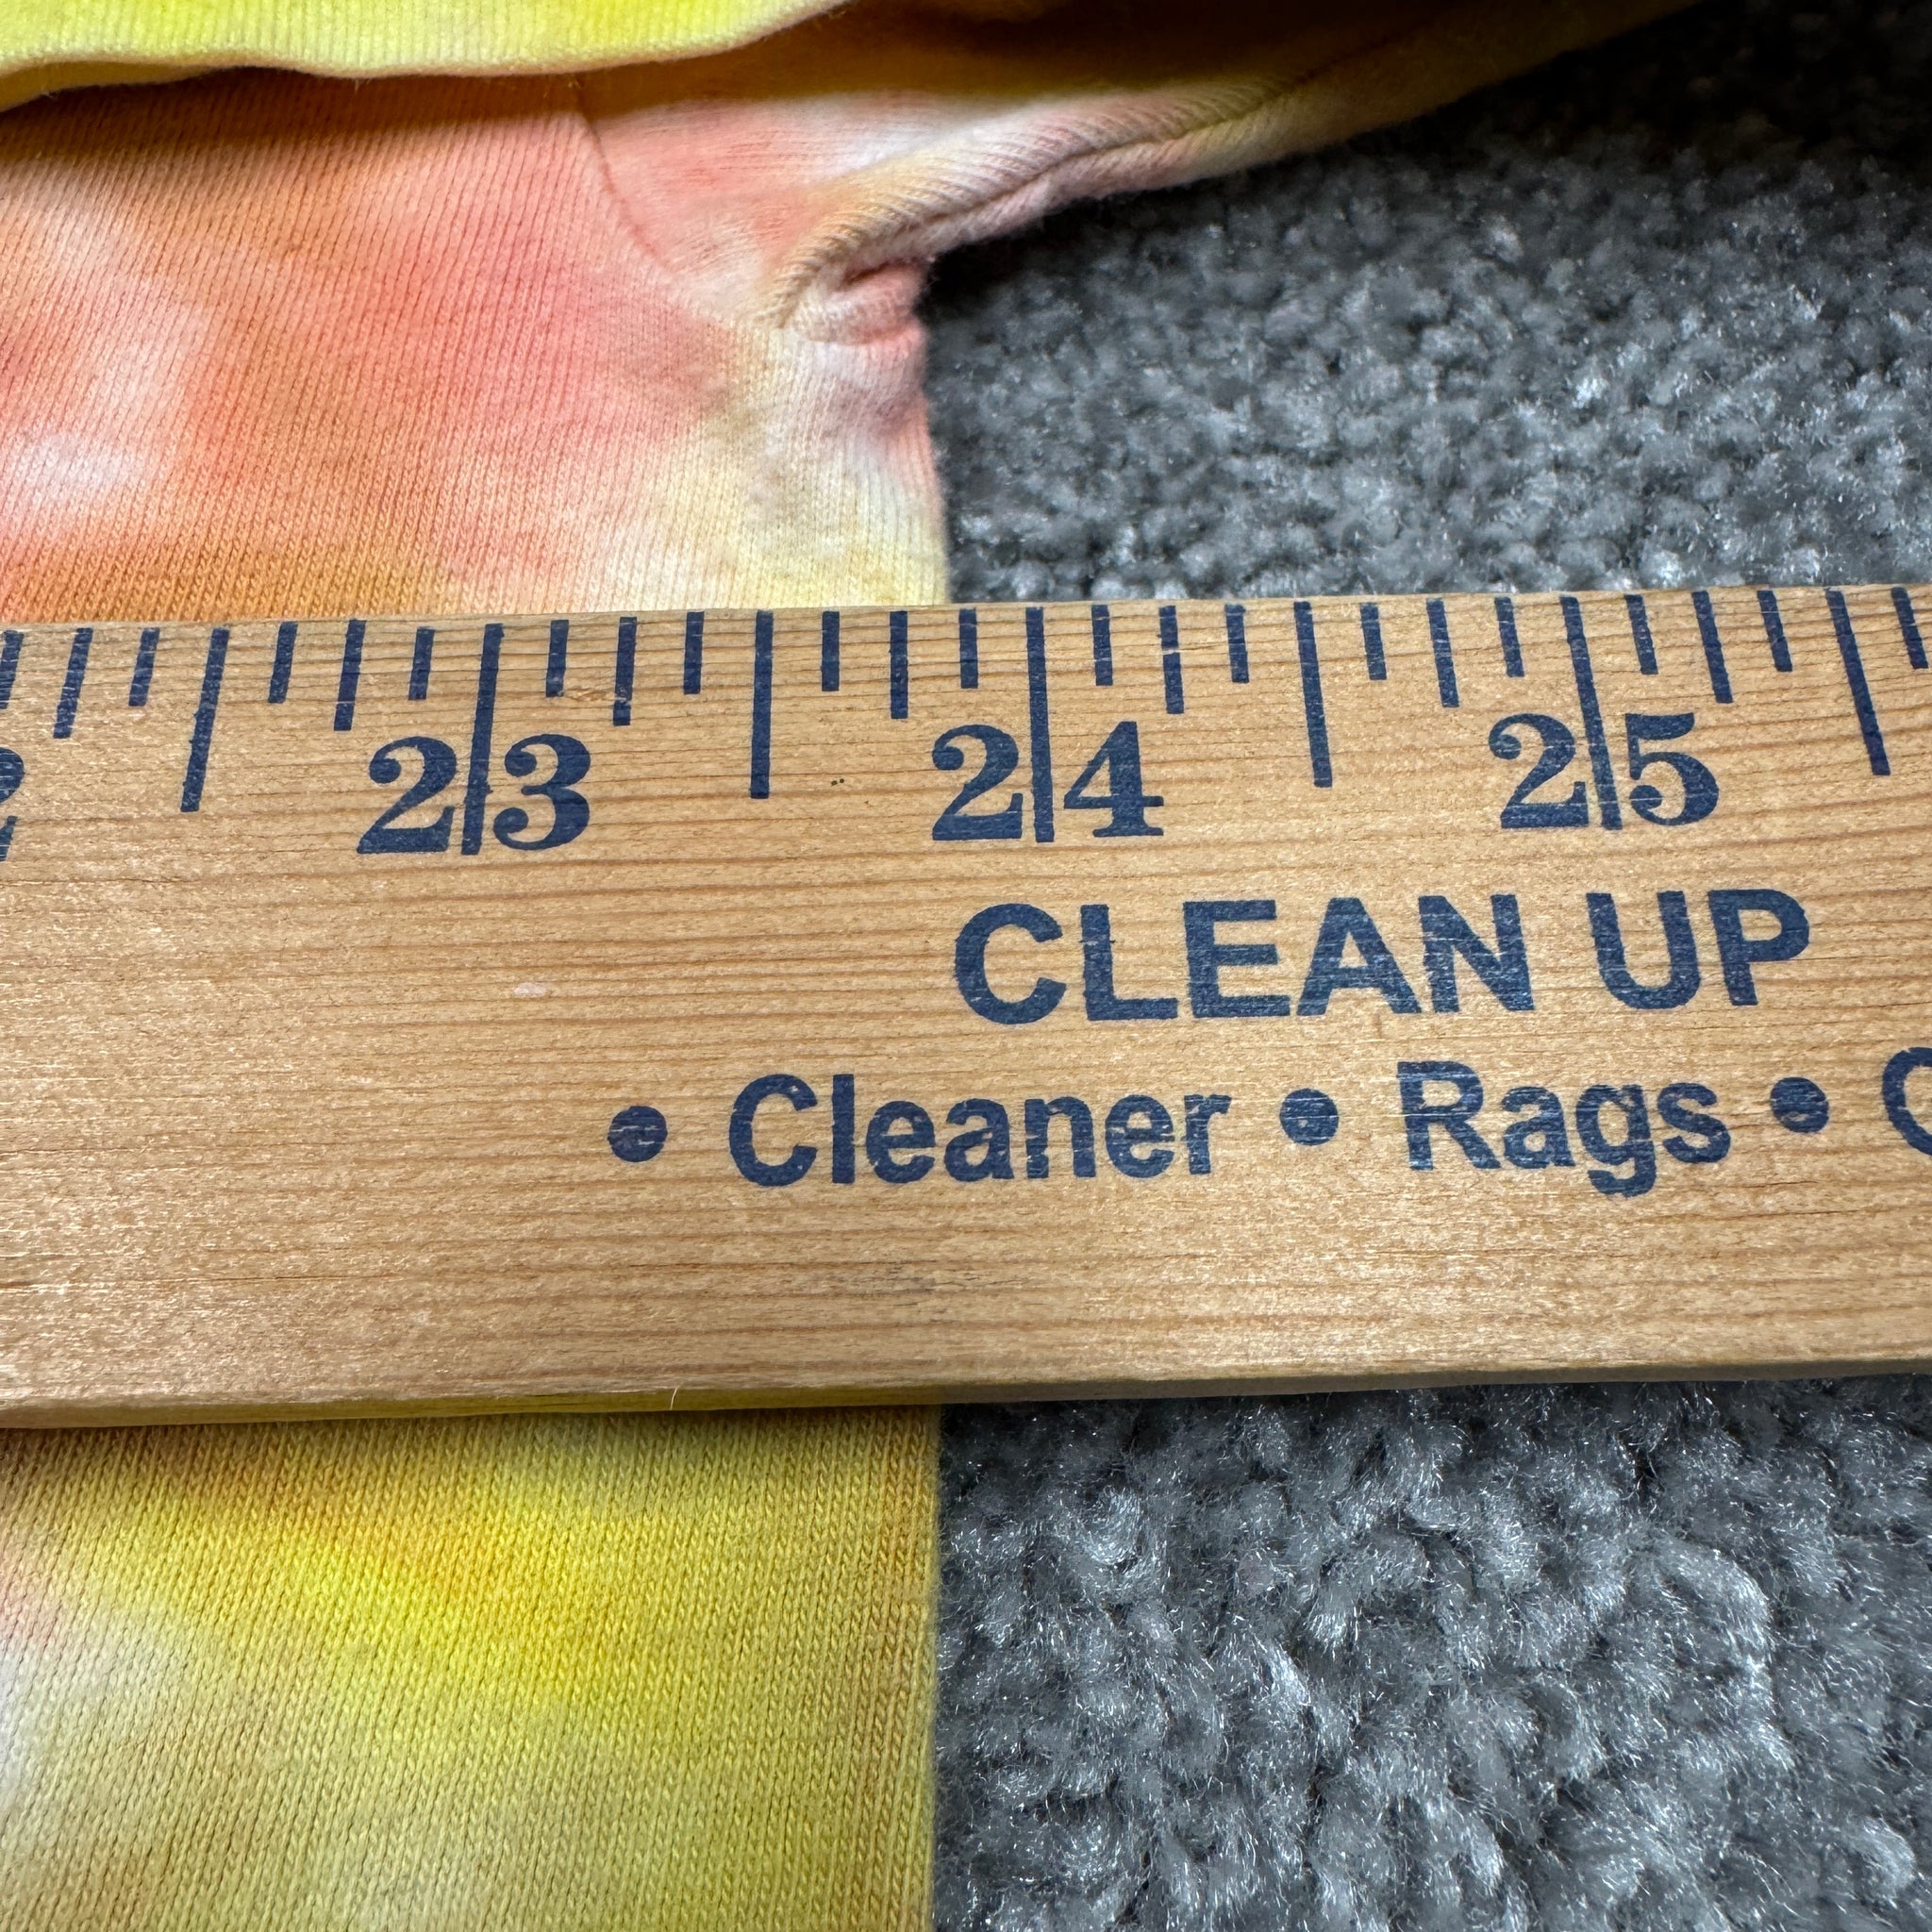 2 23 24 25
CLEAN UP
• Cleaner • Rags • C